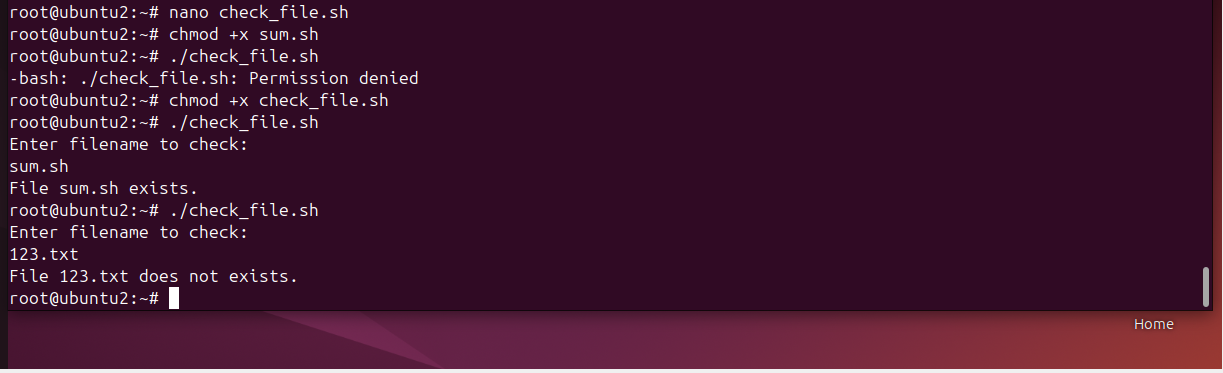 root@ubuntu2:~# nano check_file.sh
root@ubuntu2:~# chmod +x sum.sh
root@ubuntu2:~# ./check_file.sh
-bash: ./check_file.sh: Permission denied
root@ubuntu2:~# chmod +x check_file.sh
root@ubuntu2:~# ./check_file.sh
Enter filename to check:
sum.sh
File sum.sh exists.
root@ubuntu2:~# ./check_file.sh
Enter filename to check:
123.txt
File 123.txt does not exists.
root@ubuntu2:~#
Home